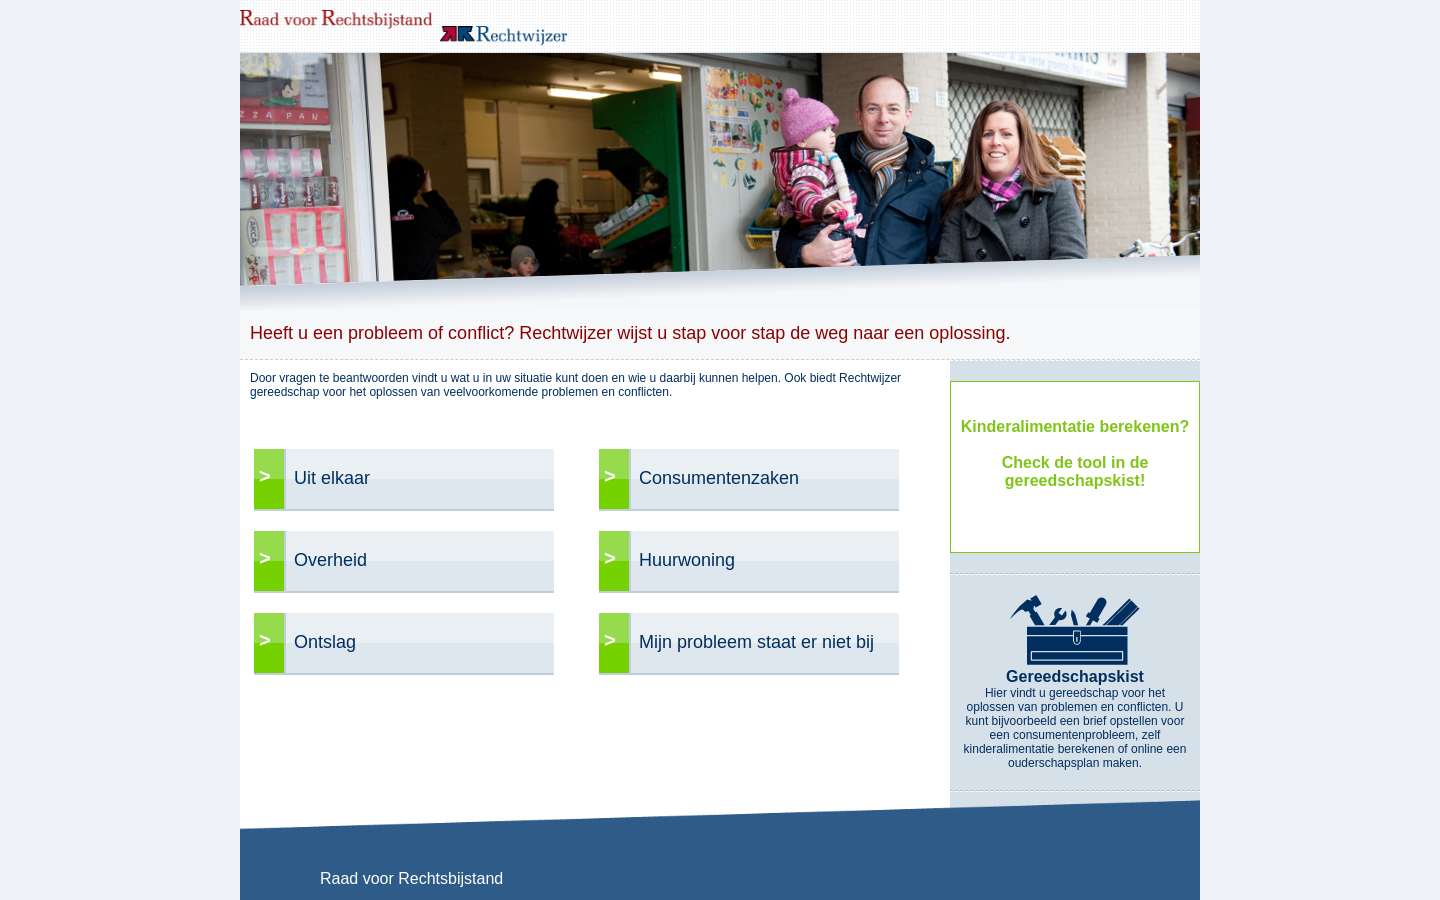 Raad voor Rechtsbijstand
Rechtwijzer
ZZA PAN
Heeft u een probleem of conflict? Rechtwijzer wijst u stap voor stap de weg naar een oplossing.
Door vragen te beantwoorden vindt u wat u in uw situatie kunt doen en wie u daarbij kunnen helpen. Ook biedt Rechtwijzer
gereedschap voor het oplossen van veelvoorkomende problemen en conflicten.
> Uit elkaar
> Consumentenzaken
> Overheid
> Huurwoning
> Ontslag
> Mijn probleem staat er niet bij
Kinderalimentatie berekenen?
Check de tool in de
gereedschapskist!
Gereedschapskist
Hier vindt u gereedschap voor het
oplossen van problemen en conflicten. U
kunt bijvoorbeeld een brief opstellen voor
een consumentenprobleem, zelf
kinderalimentatie berekenen of online een
ouderschapsplan maken.
Raad voor Rechtsbijstand